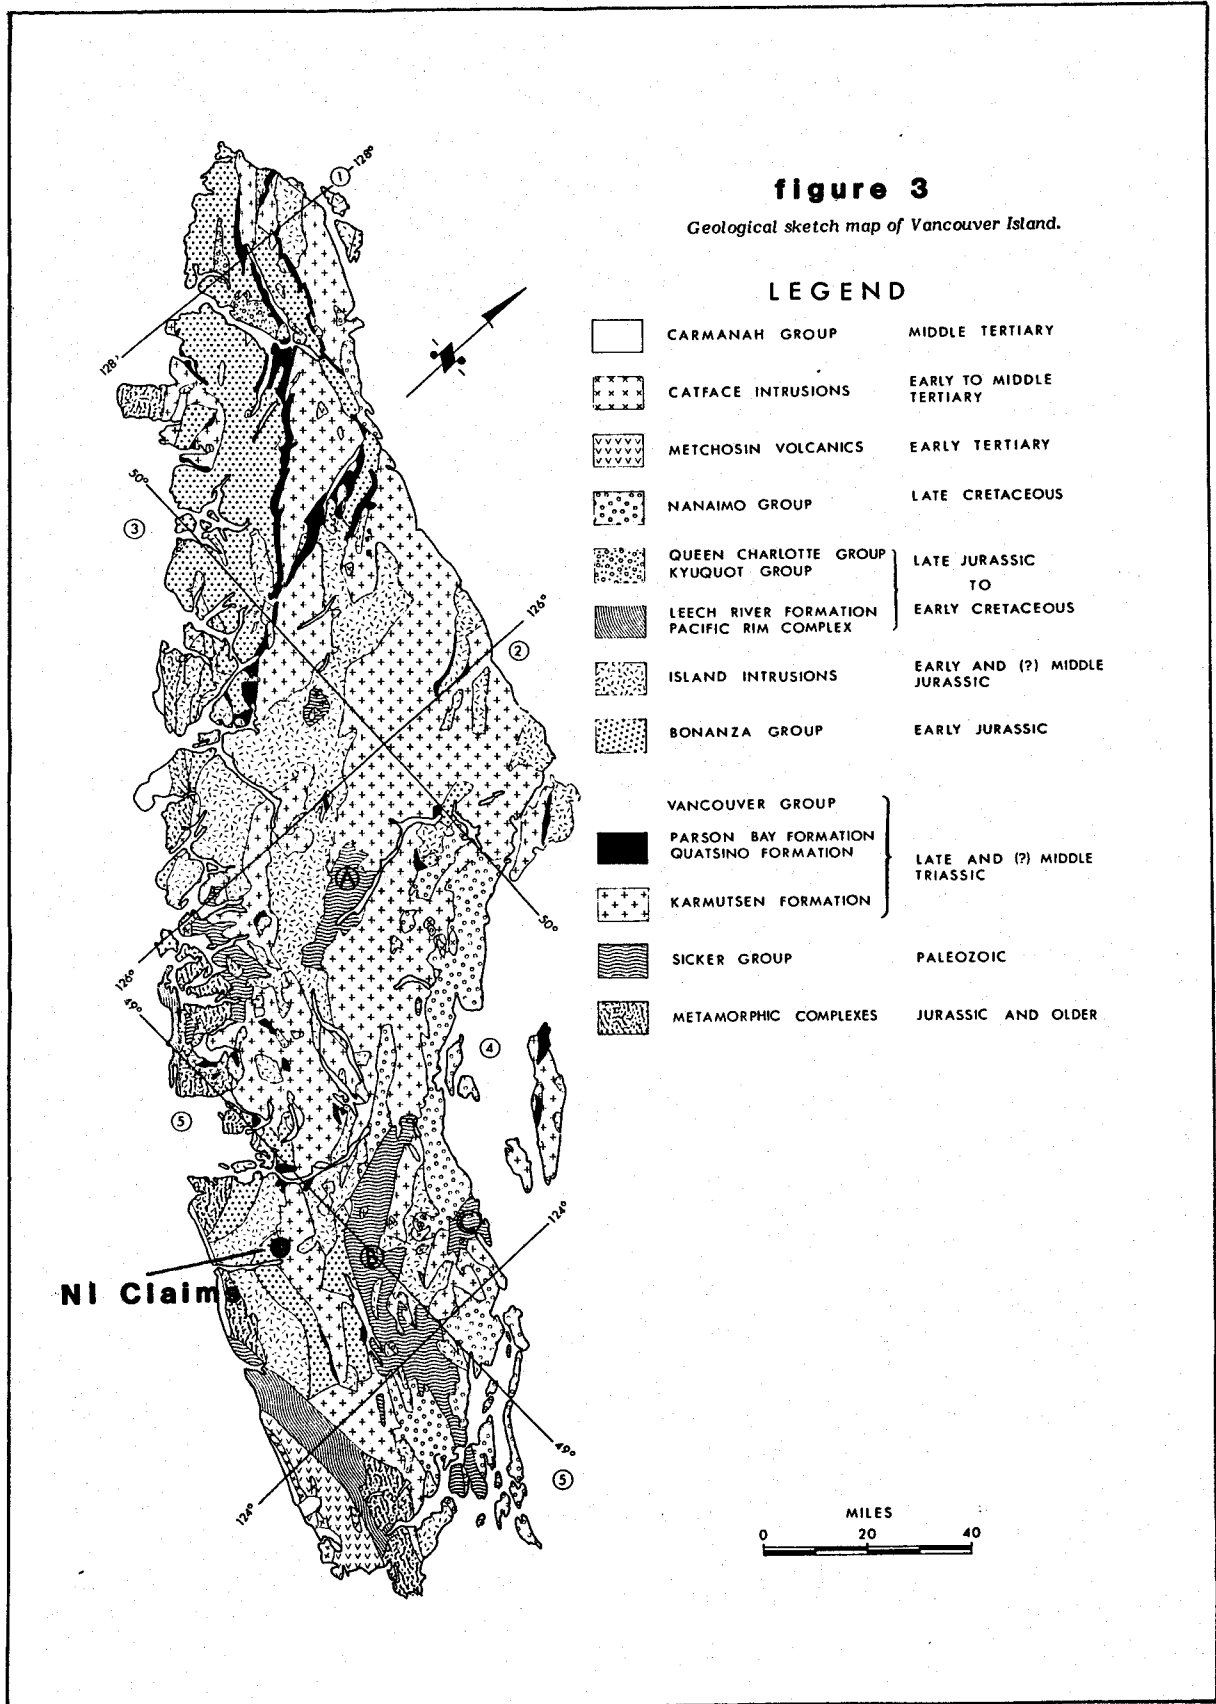 figure 3
Geological sketch map of Vancouver Island.
LEGEND
CARMANAH GROUP MIDDLE TERTIARY
CATFACE INTRUSIONS EARLY TO MIDDLE
TERTIARY
METCHOSIN VOLCANICS EARLY TERTIARY
NANAIMO GROUP LATE CRETACEOUS
QUEEN CHARLOTTE GROUP
KYUQUOT GROUP
LATE JURASSIC
TO
EARLY CRETACEOUS
LEECH RIVER FORMATION
PACIFIC RIM COMPLEX
ISLAND INTRUSIONS EARLY AND (?) MIDDLE
JURASSIC
BONANZA GROUP EARLY JURASSIC
VANCOUVER GROUP
PARSON BAY FORMATION
QUATSINO FORMATION
LATE AND (?) MIDDLE
TRIASSIC
KARMUTSEN FORMATION
SICKER GROUP PALEOZOIC
METAMORPHIC COMPLEXES JURASSIC AND OLDER
1
128°
128°
50°
3
126°
2
A
50°
126°
49°
4
5
124°
B
NI Claims
49°
5
124°
MILES
0 20 40